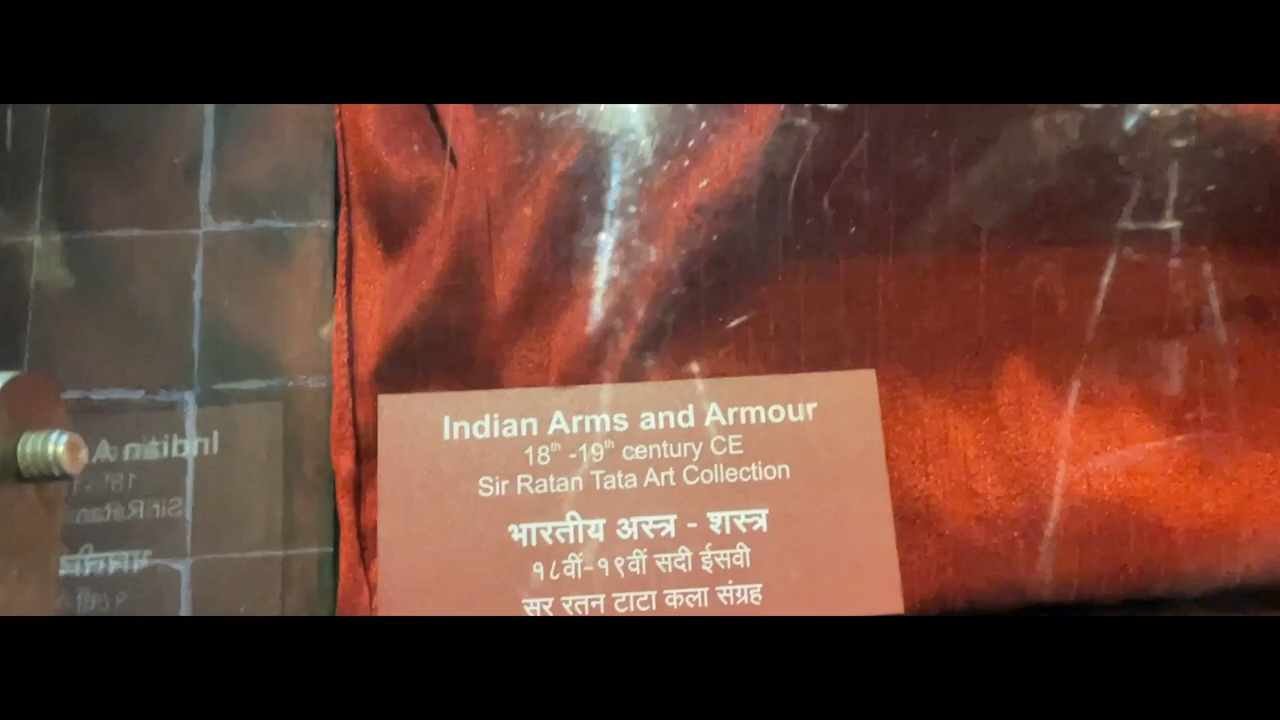 Indian Arms and Armour
18th -19th century CE
Sir Ratan Tata Art Collection
भारतीय अस्त्र - शस्त्र
१८वीं-१९वीं सदी ईसवी
सर रतन टाटा कला संग्रह